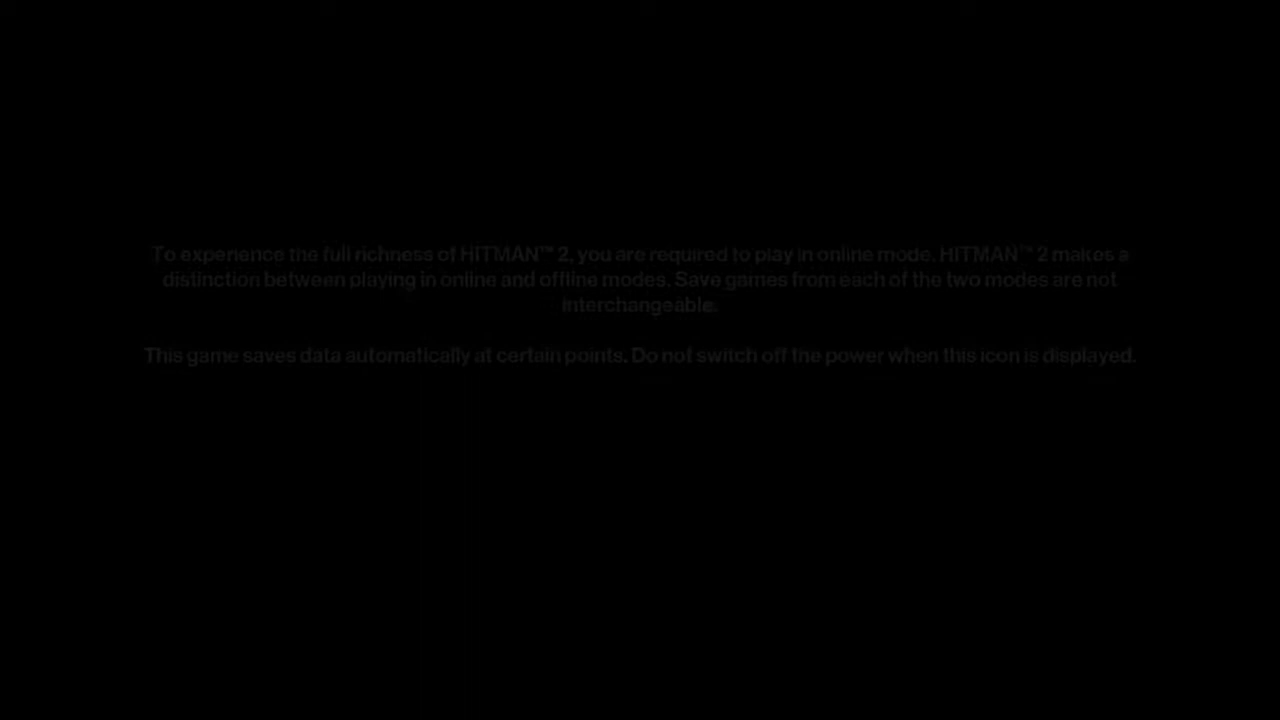 To experience the full richness of HITMAN™ 2, you are required to play in online mode. HITMAN™ 2 makes a
distinction between playing in online and offline modes. Save games from each of the two modes are not
interchangeable.
This game saves data automatically at certain points. Do not switch off the power when this icon is displayed.